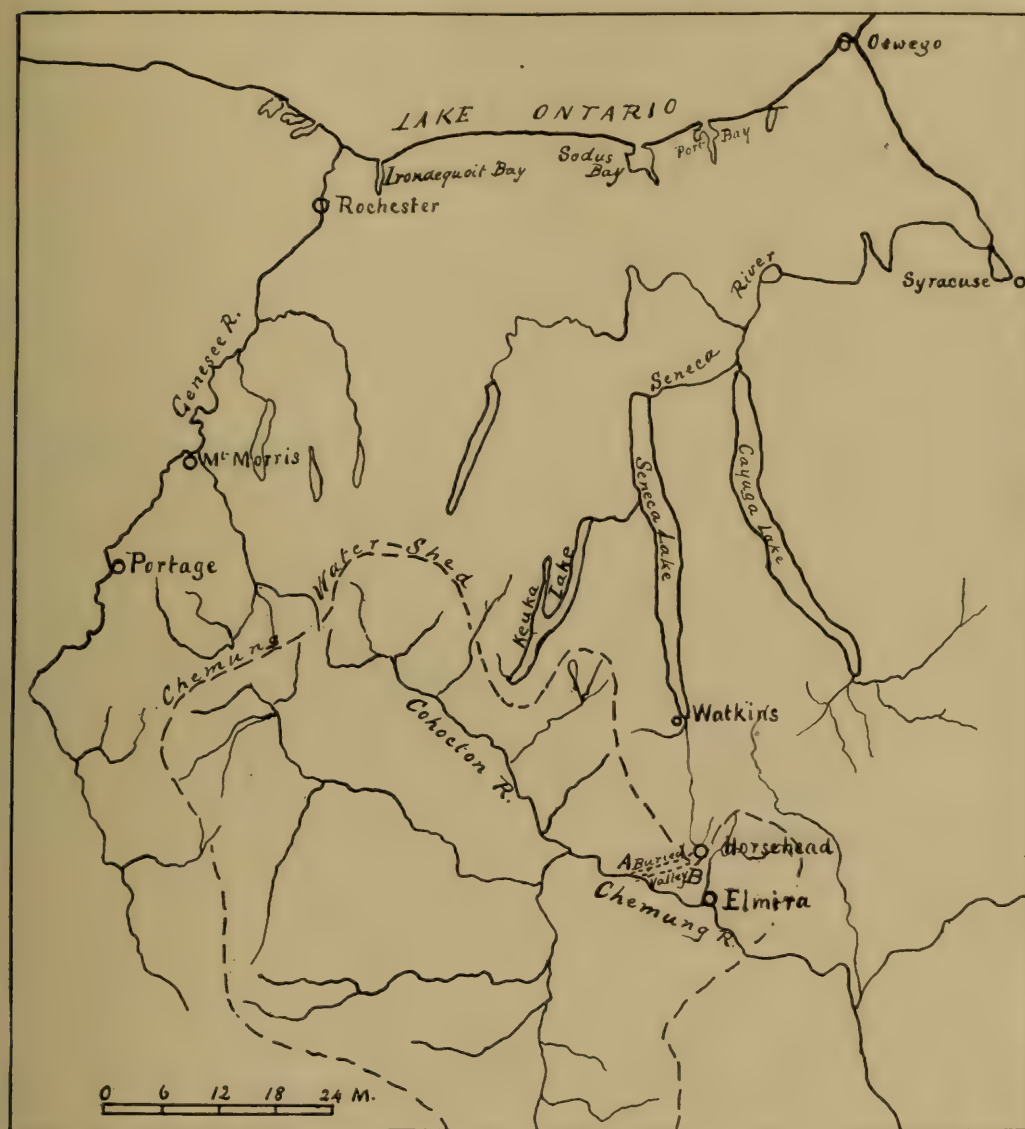 Oswego
LAKE ONTARIO
Irondequoit Bay
Sodus
Bay
Port Bay
Rochester
River
Syracuse
Genesee R.
Seneca
Mt. Morris
Seneca Lake
Cayuga Lake
Portage
Water Shed
Keuka
Lake
Chemung
Cohocton R.
Watkins
A Buried
Valley B
Horsehead
Chemung R.
Elmira
0 6 12 18 24 M.